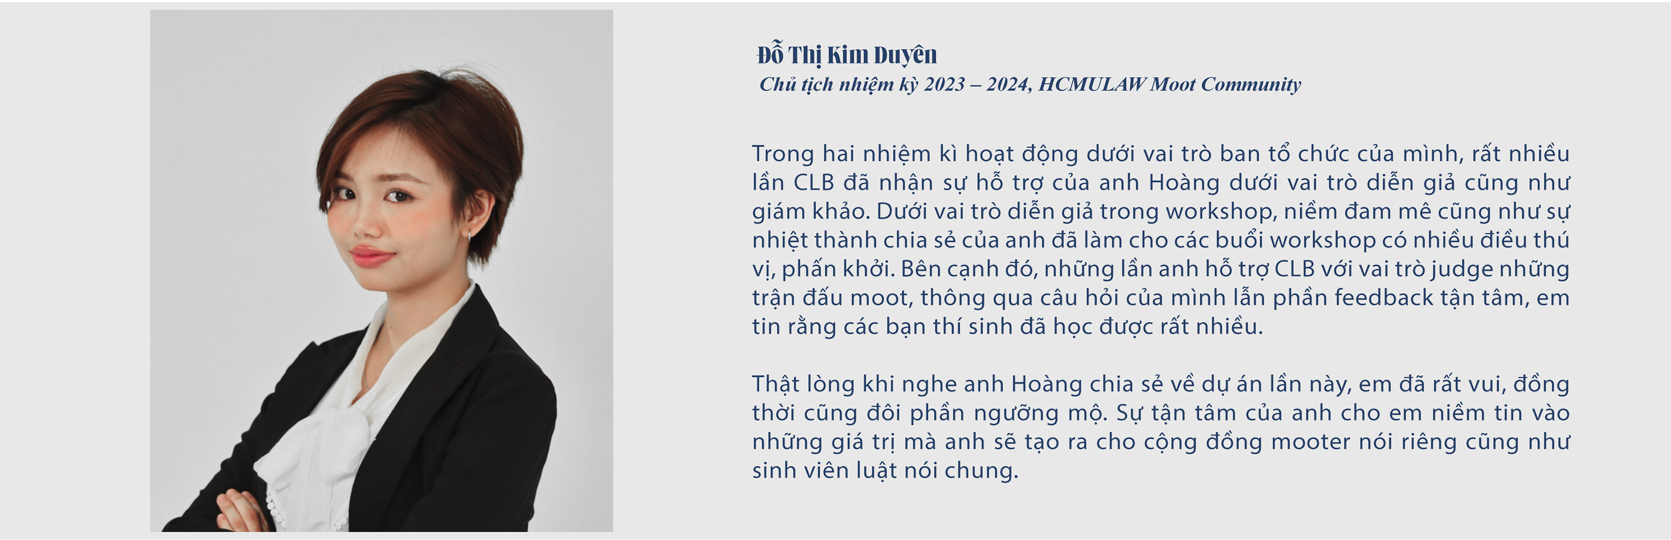 Đỗ Thị Kim Duyên
Chủ tịch nhiệm kỳ 2023 – 2024, HCMULAW Moot Community
Trong hai nhiệm kì hoạt động dưới vai trò ban tổ chức của mình, rất nhiều
lần CLB đã nhận sự hỗ trợ của anh Hoàng dưới vai trò diễn giả cũng như
giám khảo. Dưới vai trò diễn giả trong workshop, niềm đam mê cũng như sự
nhiệt thành chia sẻ của anh đã làm cho các buổi workshop có nhiều điều thú
vị, phấn khởi. Bên cạnh đó, những lần anh hỗ trợ CLB với vai trò judge những
trận đấu moot, thông qua câu hỏi của mình lẫn phần feedback tận tâm, em
tin rằng các bạn thí sinh đã học được rất nhiều.
Thật lòng khi nghe anh Hoàng chia sẻ về dự án lần này, em đã rất vui, đồng
thời cũng đôi phần ngưỡng mộ. Sự tận tâm của anh cho em niềm tin vào
những giá trị mà anh sẽ tạo ra cho cộng đồng mooter nói riêng cũng như
sinh viên luật nói chung.